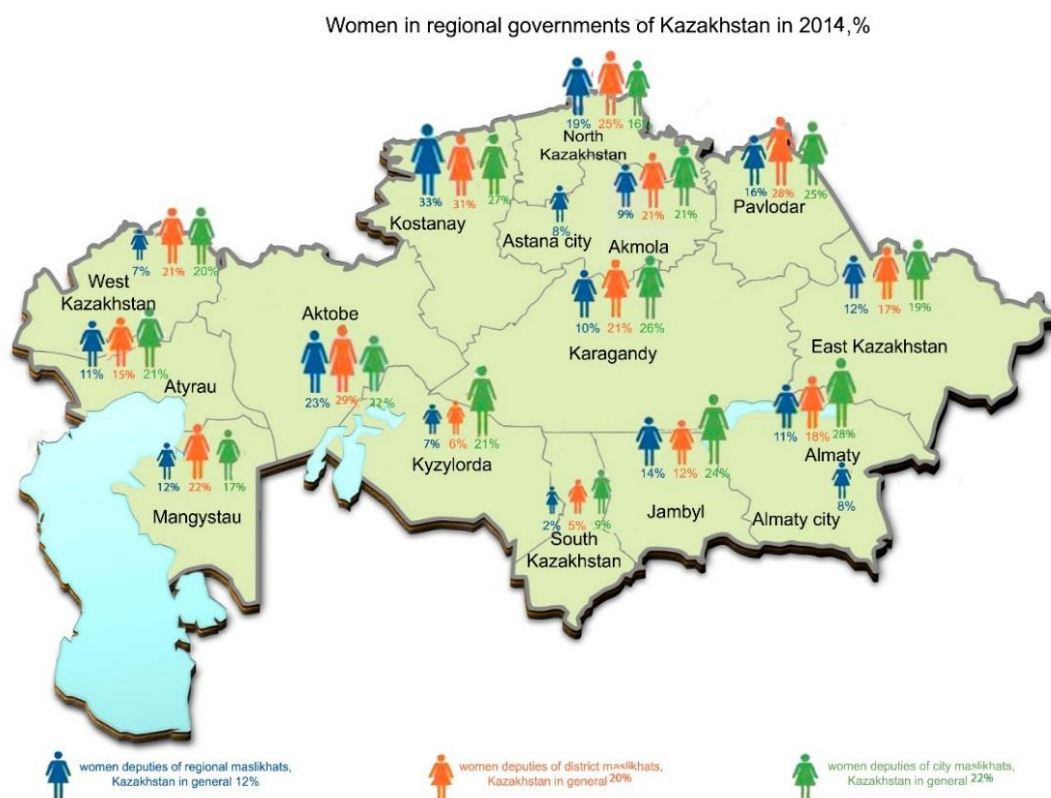 Women in regional governments of Kazakhstan in 2014,%
19% 25% 16%
North
Kazakhstan
33% 31% 27%
Kostanay
8%
Astana city
9% 21% 21%
Akmola
16% 28% 25%
Pavlodar
7% 21% 20%
West
Kazakhstan
11% 15% 21%
Atyrau
Aktobe
23% 29% 22%
10% 21% 26%
Karagandy
12% 17% 19%
East Kazakhstan
7% 6% 21%
Kyzylorda
12% 22% 17%
Mangystau
2% 5% 9%
South
Kazakhstan
14% 12% 24%
Jambyl
11% 18% 28%
Almaty
8%
Almaty city
women deputies of regional maslikhats,
Kazakhstan in general 12%
women deputies of district maslikhats,
Kazakhstan in general 20%
women deputies of city maslikhats,
Kazakhstan in general 22%